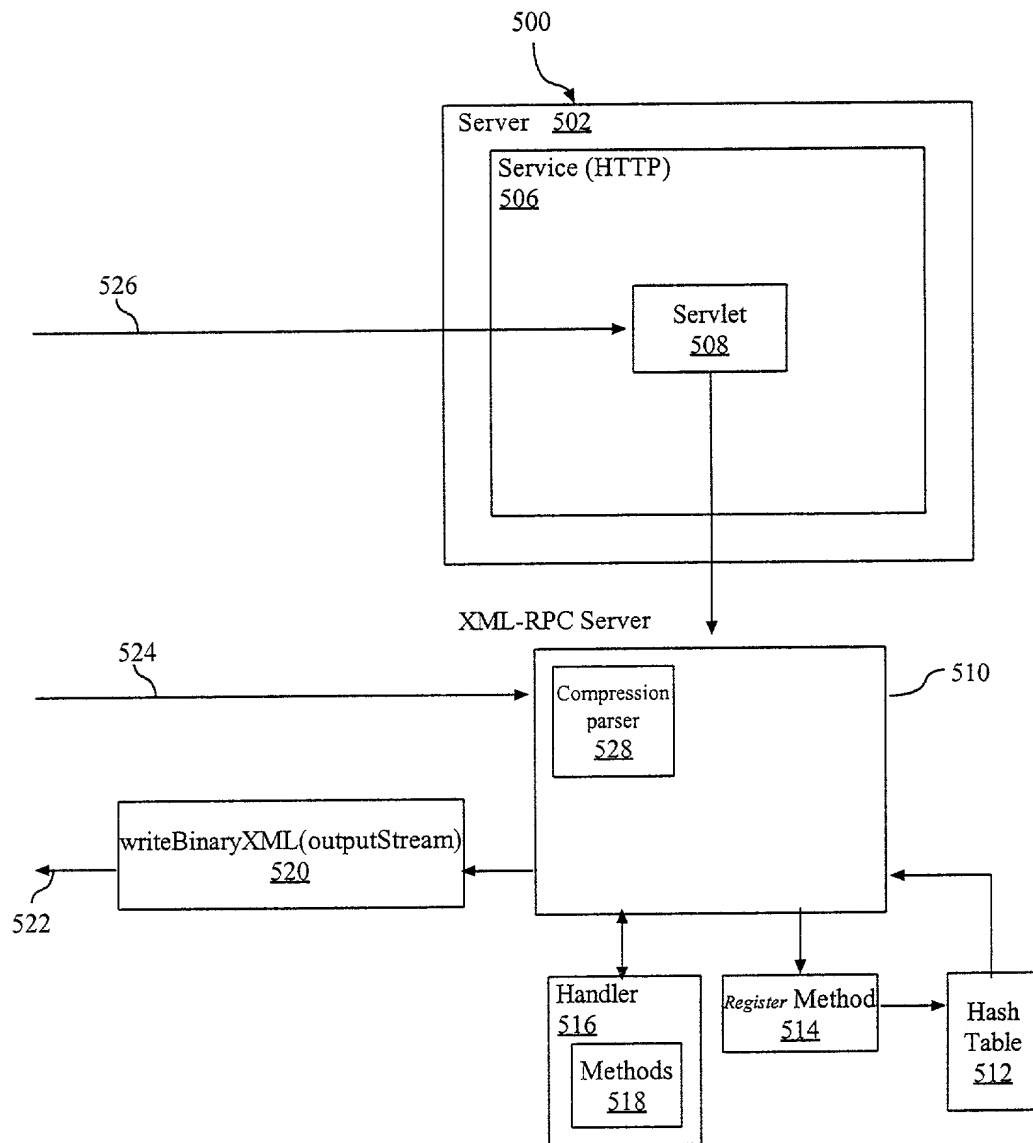 500
Server 502
Service (HTTP)
506
526
Servlet
508
XML-RPC Server
524
510
Compression
parser
528
writeBinaryXML(outputStream)
520
522
Handler
516
Methods
518
Register Method
514
Hash
Table
512